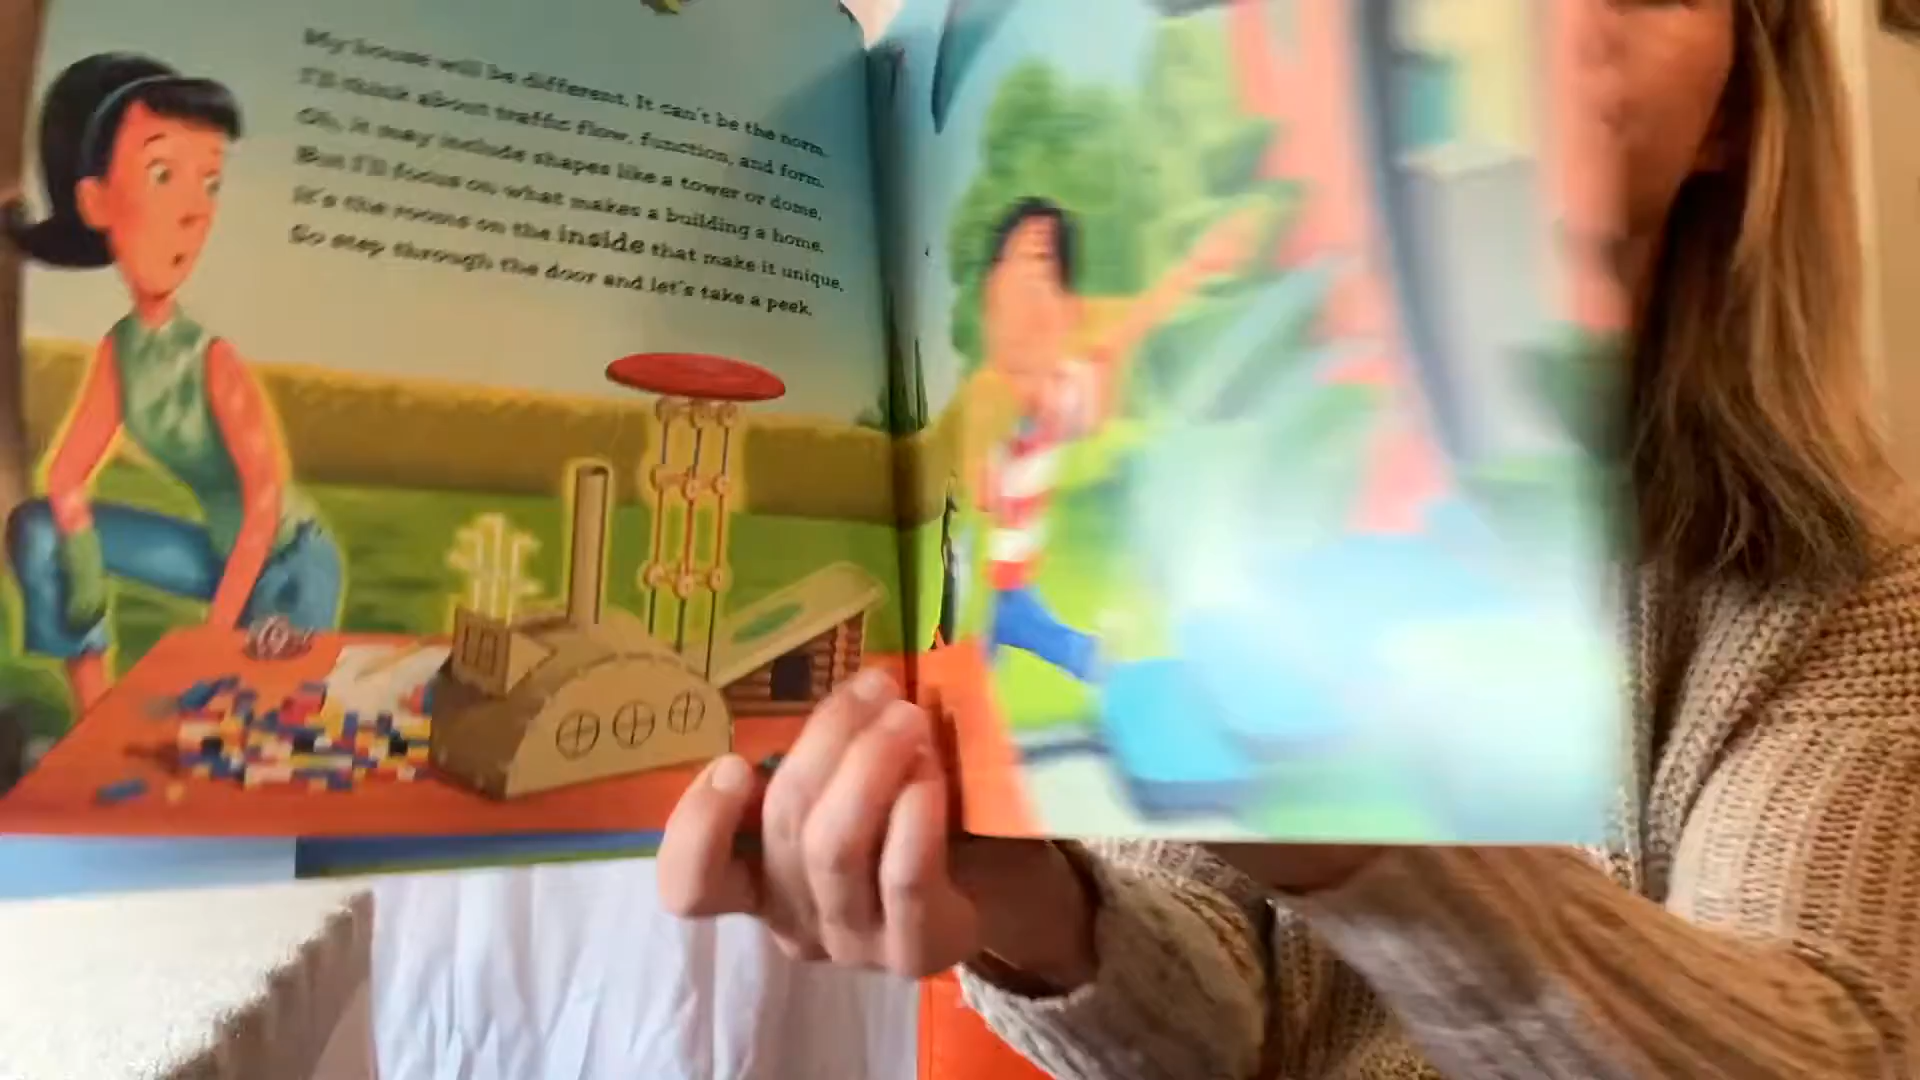 My house will be different. It can't be the norm.
I'll think about traffic flow, function, and form.
Oh, it may include shapes like a tower or dome.
But I'll focus on what makes a building a home.
It's the rooms on the inside that make it unique.
So step through the door and let's take a peek.